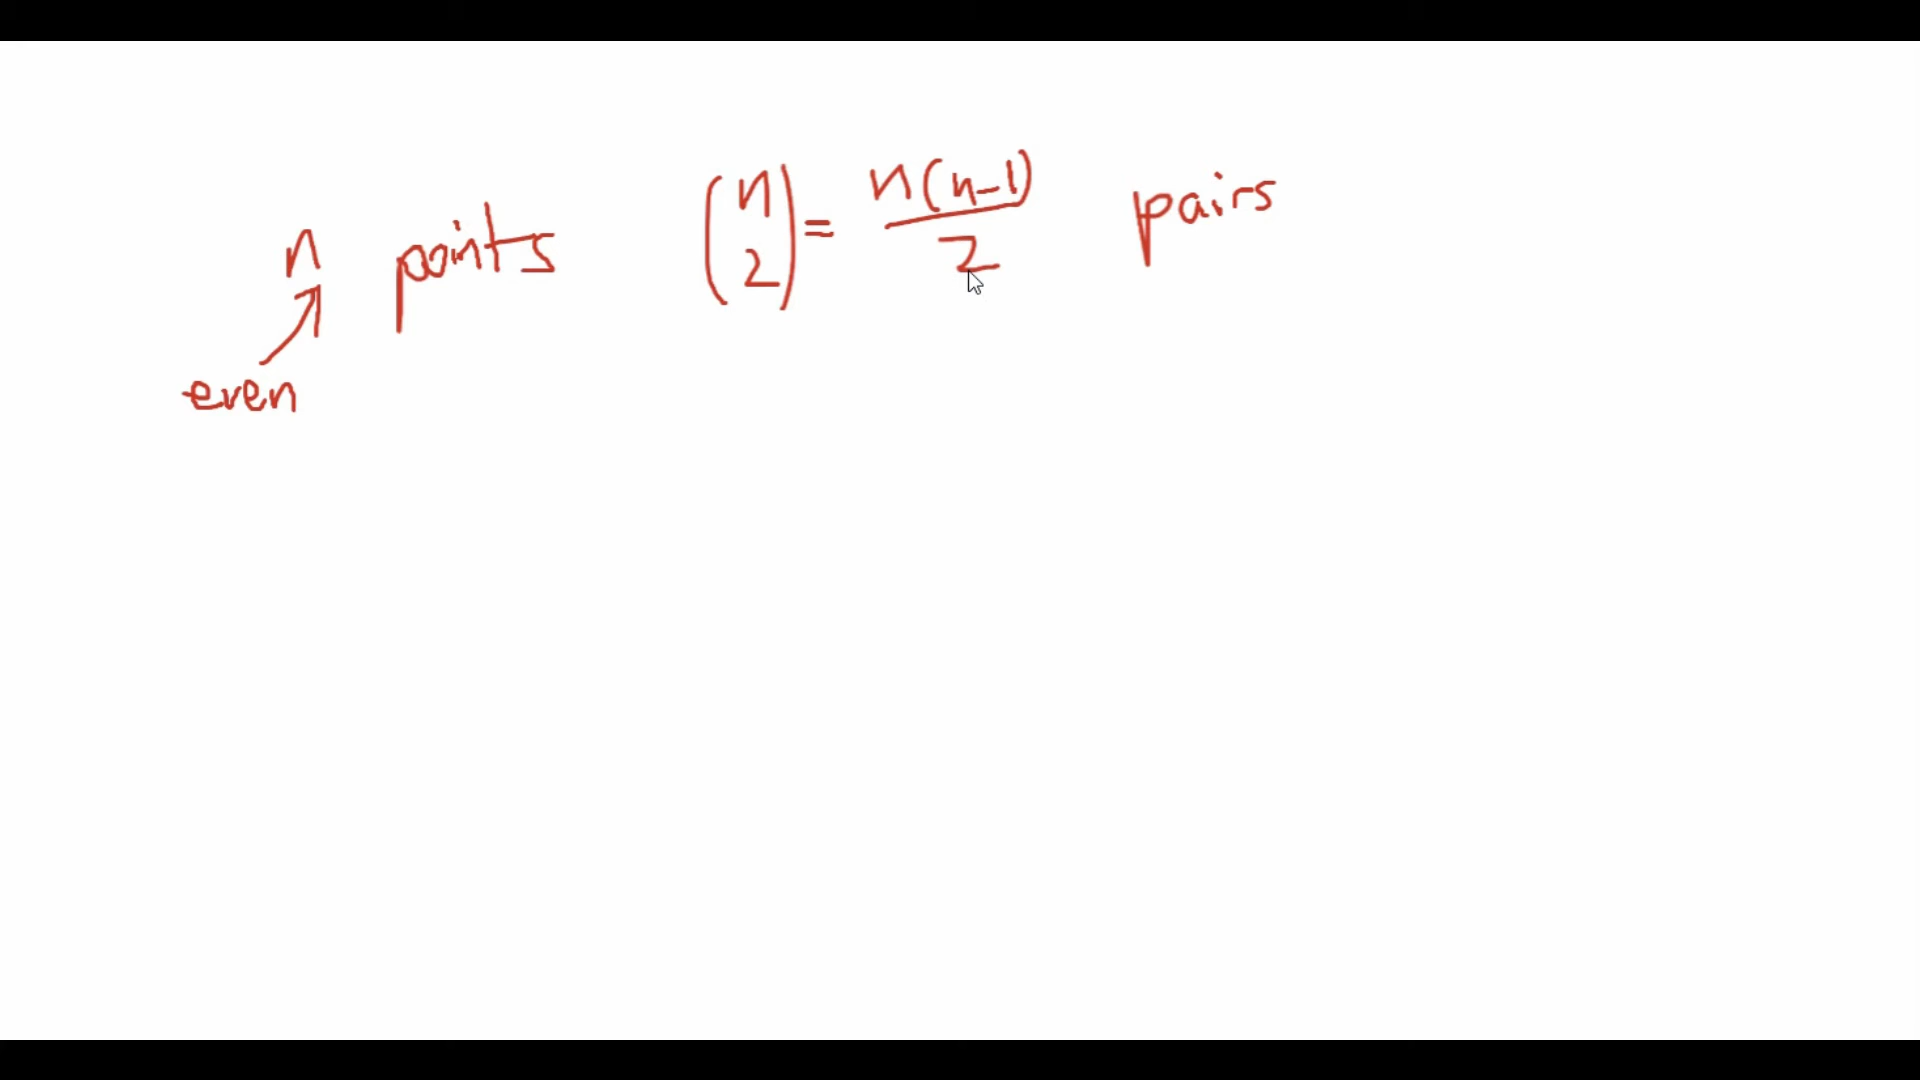 n points (n 2) = n(n-1)/2 pairs
even